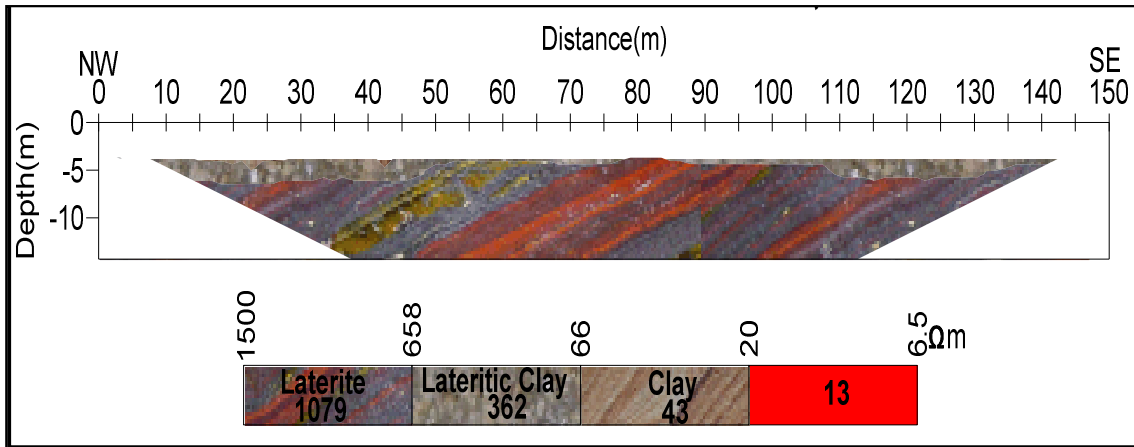 Distance(m)
NW
SE
0 10 20 30 40 50 60 70 80 90 100 110 120 130 140 150
Depth(m)
0
-5
-10
1500
658
66
20
6.5
Ωm
Laterite
1079
Lateritic Clay
362
Clay
43
13